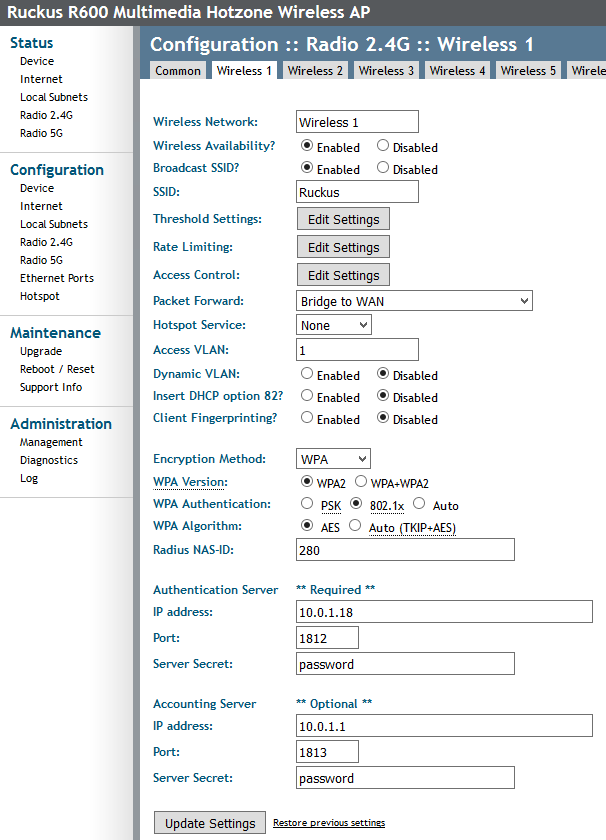 Ruckus R600 Multimedia Hotzone Wireless AP
Status
Device
Internet
Local Subnets
Radio 2.4G
Radio 5G
Configuration
Device
Internet
Local Subnets
Radio 2.4G
Radio 5G
Ethernet Ports
Hotspot
Maintenance
Upgrade
Reboot / Reset
Support Info
Administration
Management
Diagnostics
Log
Configuration :: Radio 2.4G :: Wireless 1
Common Wireless 1 Wireless 2 Wireless 3 Wireless 4 Wireless 5 Wirele
Wireless Network: Wireless 1
Wireless Availability? Enabled Disabled
Broadcast SSID? Enabled Disabled
SSID: Ruckus
Threshold Settings: Edit Settings
Rate Limiting: Edit Settings
Access Control: Edit Settings
Packet Forward: Bridge to WAN
Hotspot Service: None
Access VLAN: 1
Dynamic VLAN: Enabled Disabled
Insert DHCP option 82? Enabled Disabled
Client Fingerprinting? Enabled Disabled
Encryption Method: WPA
WPA Version: WPA2 WPA+WPA2
WPA Authentication: PSK 802.1x Auto
WPA Algorithm: AES Auto (TKIP+AES)
Radius NAS-ID: 280
Authentication Server ** Required **
IP address: 10.0.1.18
Port: 1812
Server Secret: password
Accounting Server ** Optional **
IP address: 10.0.1.1
Port: 1813
Server Secret: password
Update Settings Restore previous settings